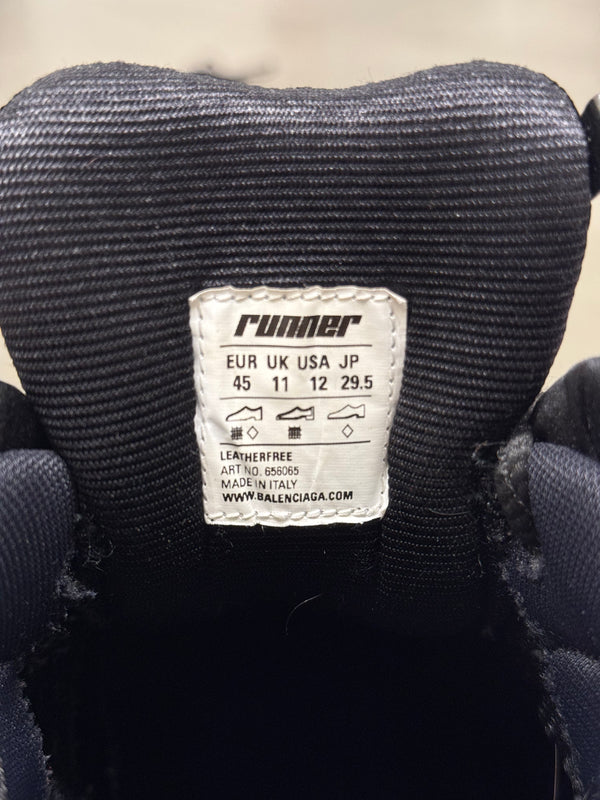 runner
EUR UK USA JP
45 11 12 29.5
LEATHERFREE
ART NO. 656065
MADE IN ITALY
WWW.BALENCIAGA.COM